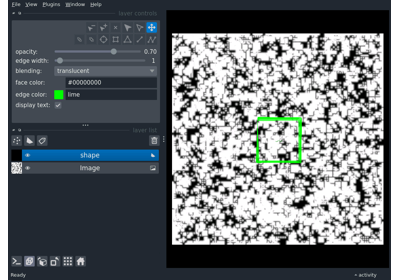 File View Plugins Window Help
layer controls
opacity: 0.70
edge width: 1
blending: translucent
face color: #00000000
edge color: lime
display text:
layer list
shape
Image
Ready
activity